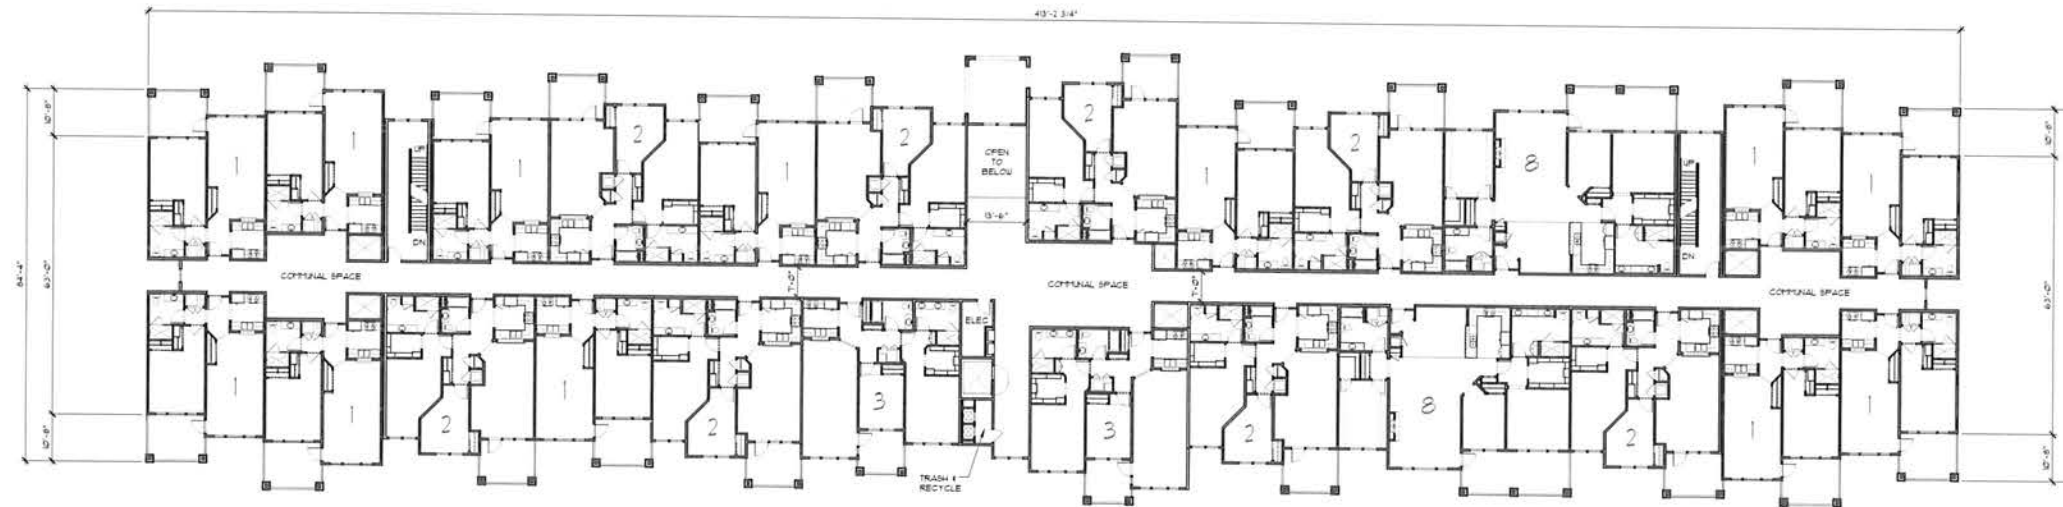 413'-2 3/4"
10'-8"
10'-8"
84'-4"
63'-0"
63'-0"
10'-8"
10'-8"
1
1
1
2
1
2
2
1
2
8
1
1
UP
DN
OPEN
TO
BELOW
13'-6"
UP
DN
COMMUNAL SPACE
7'-0"
COMMUNAL SPACE
7'-0"
COMMUNAL SPACE
ELEC
1
1
2
1
2
3
3
2
8
2
1
1
TRASH &
RECYCLE